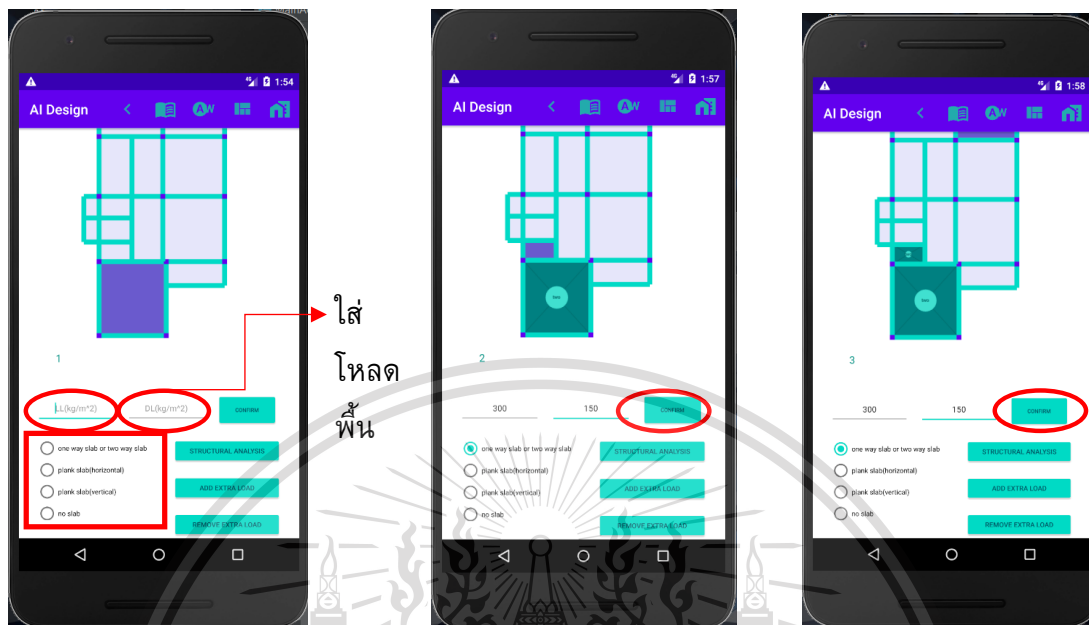 1:54
AI Design
AW
1
LL(kg/m^2)
DL(kg/m^2)
CONFIRM
one way slab or two way slab
plank slab(horizontal)
plank slab(vertical)
no slab
STRUCTURAL ANALYSIS
ADD EXTRA LOAD
REMOVE EXTRA LOAD
ใส่
โหลด
พื้น
1:57
AI Design
AW
2
300
150
CONFIRM
one way slab or two way slab
plank slab(horizontal)
plank slab(vertical)
no slab
STRUCTURAL ANALYSIS
ADD EXTRA LOAD
REMOVE EXTRA LOAD
1:58
AI Design
AW
3
300
150
CONFIRM
one way slab or two way slab
plank slab(horizontal)
plank slab(vertical)
no slab
STRUCTURAL ANALYSIS
ADD EXTRA LOAD
REMOVE EXTRA LOAD